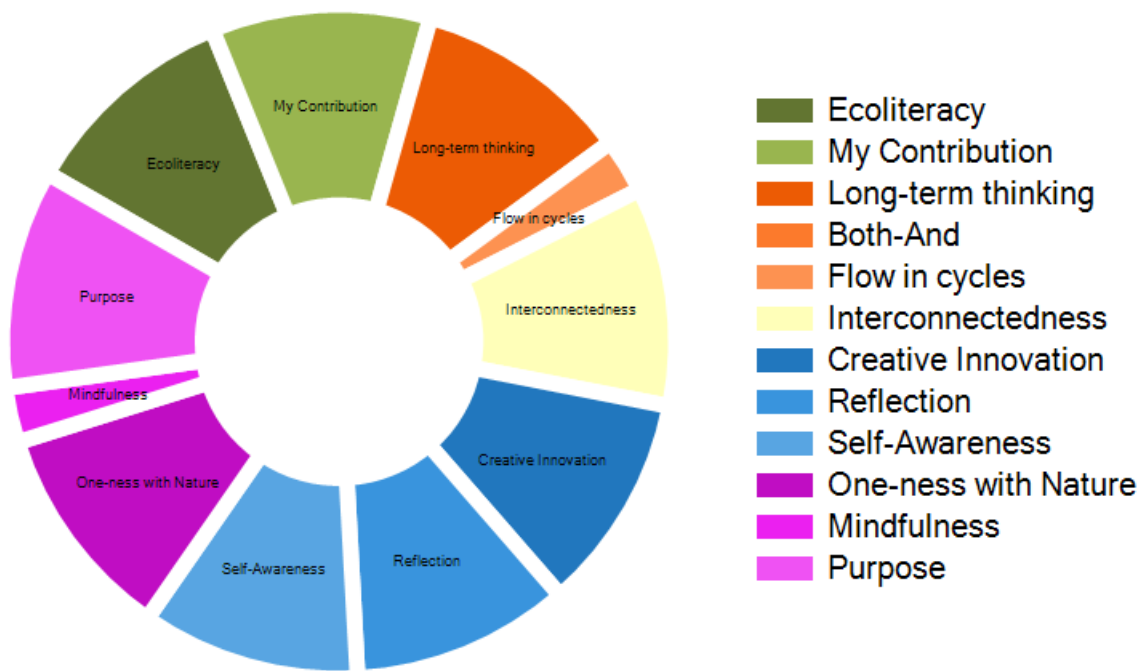 My Contribution
Long-term thinking
Ecoliteracy
Flow in cycles
Purpose
Interconnectedness
Mindfulness
Creative Innovation
One-ness with Nature
Reflection
Self-Awareness
Ecoliteracy
My Contribution
Long-term thinking
Both-And
Flow in cycles
Interconnectedness
Creative Innovation
Reflection
Self-Awareness
One-ness with Nature
Mindfulness
Purpose